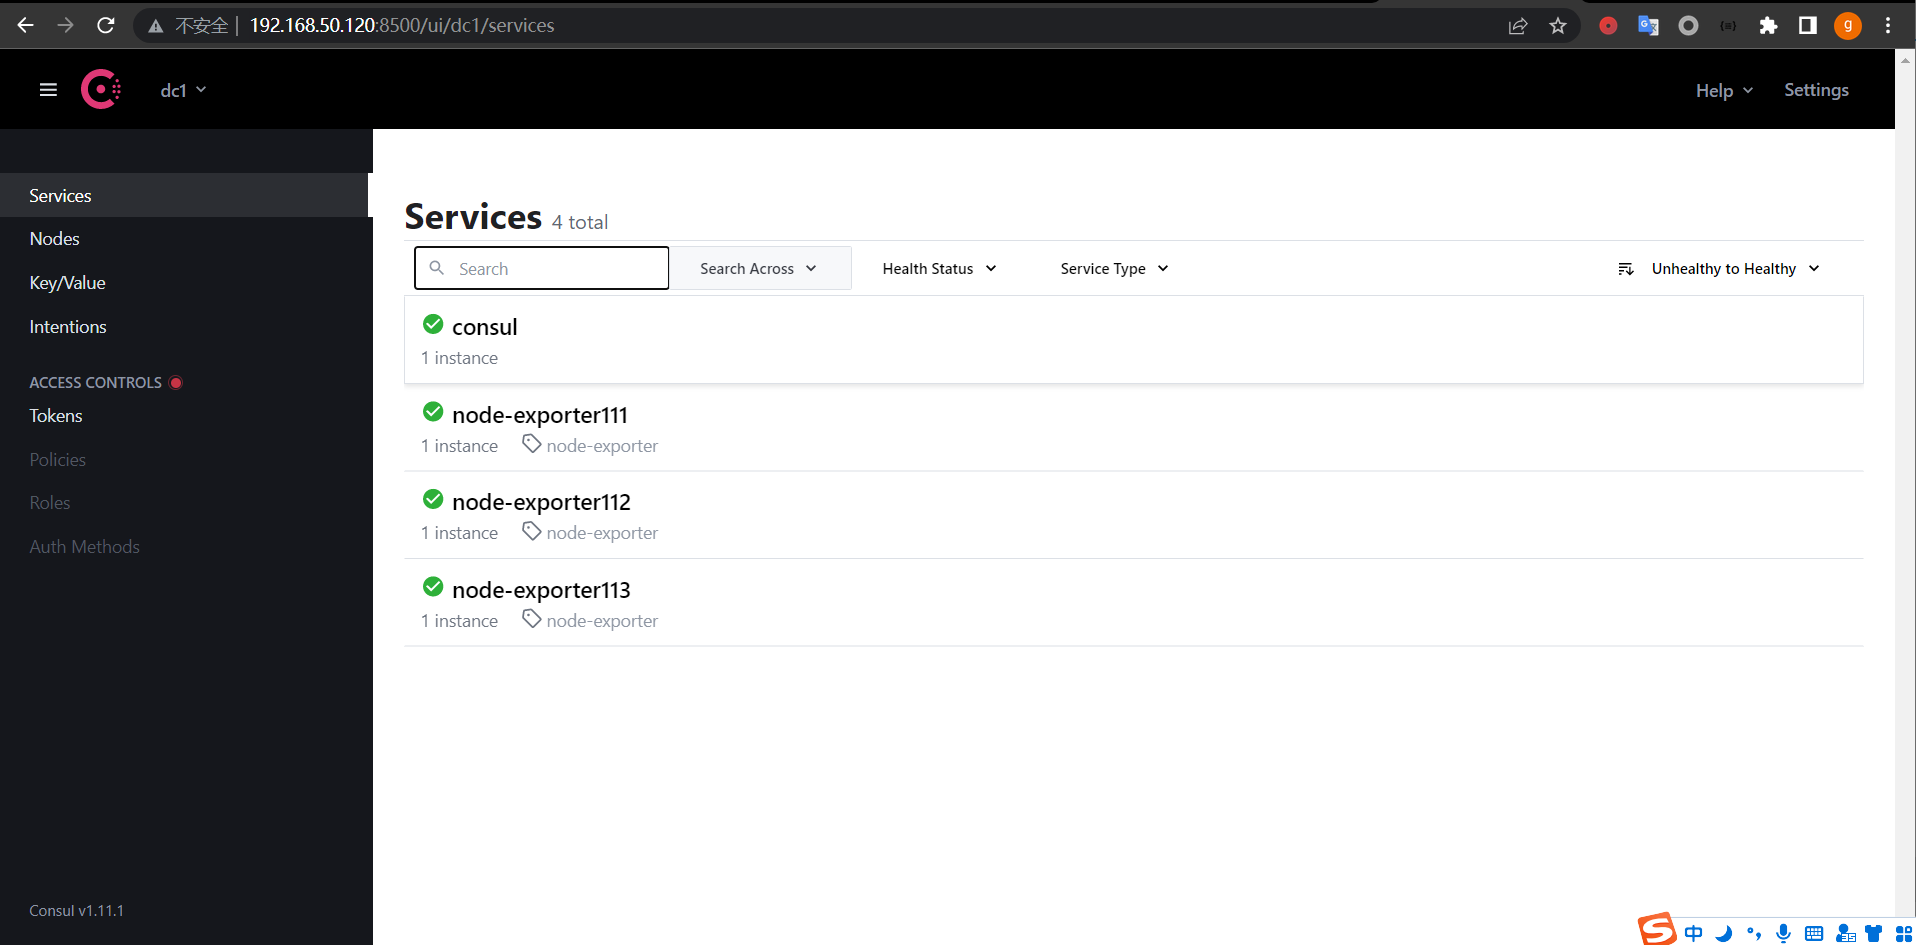 不安全 | 192.168.50.120:8500/ui/dc1/services
g
dc1
Help
Settings
Services
Nodes
Key/Value
Intentions
ACCESS CONTROLS
Tokens
Policies
Roles
Auth Methods
Consul v1.11.1
Services 4 total
Search
Search Across
Health Status
Service Type
Unhealthy to Healthy
consul
1 instance
node-exporter111
1 instance node-exporter
node-exporter112
1 instance node-exporter
node-exporter113
1 instance node-exporter
中